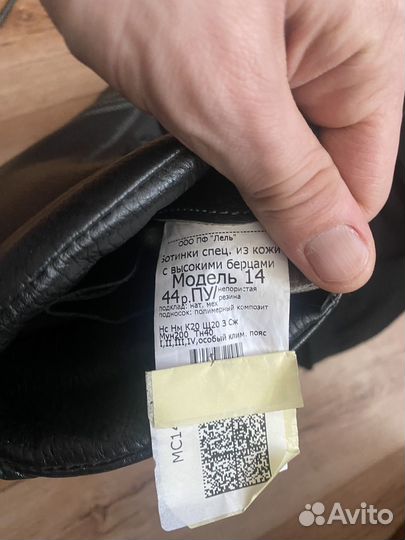 ООО ПФ "Лель"
Ботинки спец. из кожи
с высокими берцами
Модель 14
44р.ПУ/непористая
резина
подклад: нат. мех
подносок: полимерный композит
Нс Нм К20 Щ20 З Сж
Мун200 Тн40
I,II,III,IV,особый клим. пояс
МС14
Avito